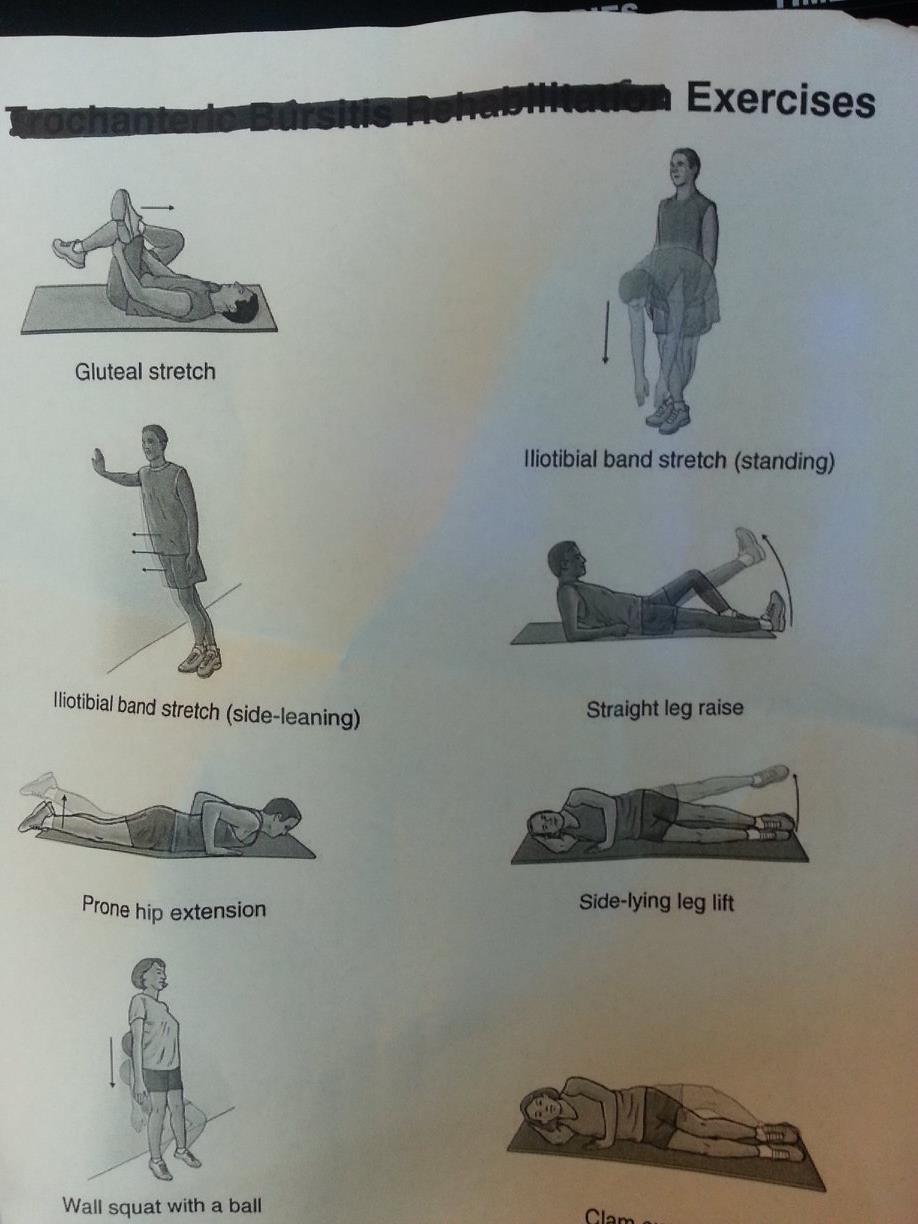 Trochanteric Bursitis Rehabilitation Exercises
Gluteal stretch
Iliotibial band stretch (standing)
Iliotibial band stretch (side-leaning)
Straight leg raise
Prone hip extension
Side-lying leg lift
Wall squat with a ball
Clam